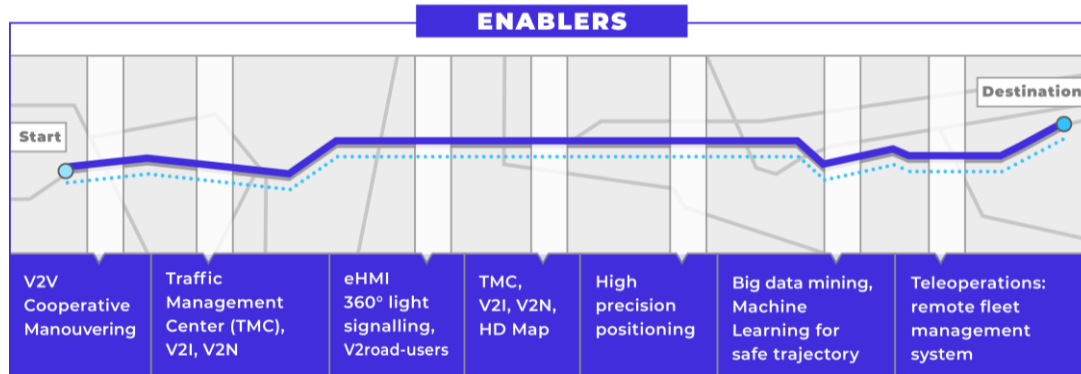 ENABLERS
Start
Destination
V2V
Cooperative
Manouvering
Traffic
Management
Center (TMC),
V2I, V2N
eHMI
360° light
signalling,
V2road-users
TMC,
V2I, V2N,
HD Map
High
precision
positioning
Big data mining,
Machine
Learning for
safe trajectory
Teleoperations:
remote fleet
management
system